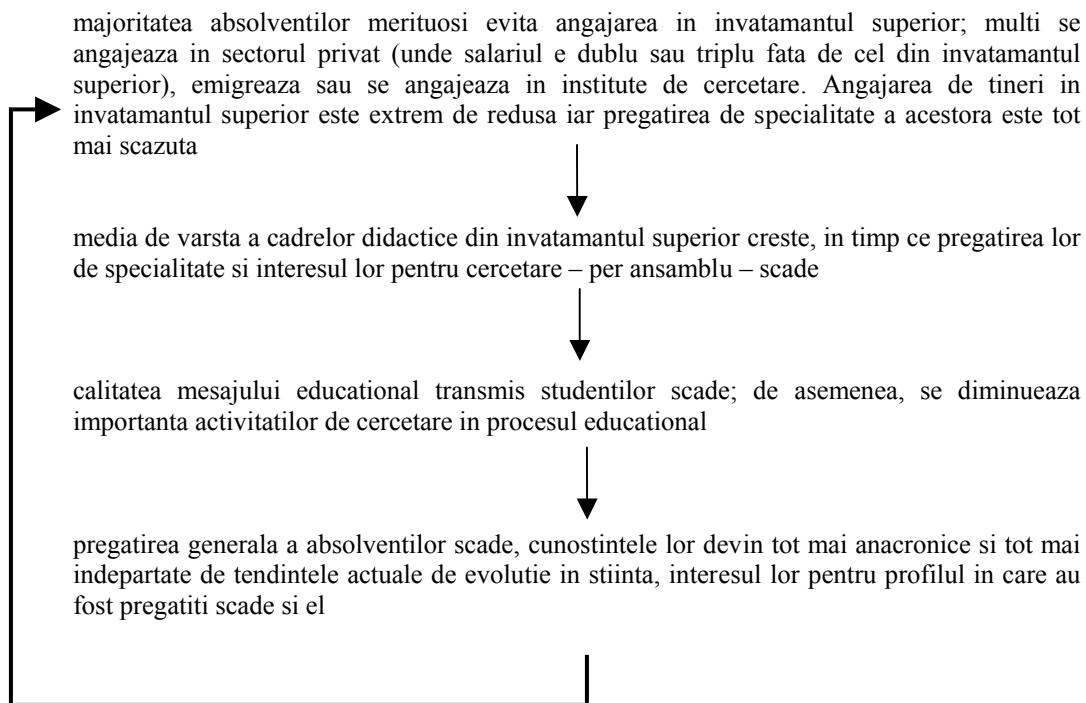 majoritatea absolventilor merituosi evita angajarea in invatamantul superior; multi se
angajeaza in sectorul privat (unde salariul e dublu sau triplu fata de cel din invatamantul
superior), emigreaza sau se angajeaza in institute de cercetare. Angajarea de tineri in
invatamantul superior este extrem de redusa iar pregatirea de specialitate a acestora este tot
mai scazuta
media de varsta a cadrelor didactice din invatamantul superior creste, in timp ce pregatirea lor
de specialitate si interesul lor pentru cercetare – per ansamblu – scade
calitatea mesajului educational transmis studentilor scade; de asemenea, se diminueaza
importanta activitatilor de cercetare in procesul educational
pregatirea generala a absolventilor scade, cunostintele lor devin tot mai anacronice si tot mai
indepartate de tendintele actuale de evolutie in stiinta, interesul lor pentru profilul in care au
fost pregatiti scade si el